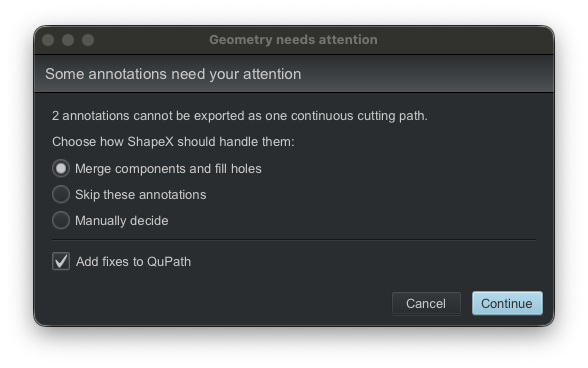 Geometry needs attention
Some annotations need your attention
2 annotations cannot be exported as one continuous cutting path.
Choose how ShapeX should handle them:
Merge components and fill holes
Skip these annotations
Manually decide
Add fixes to QuPath
Cancel Continue